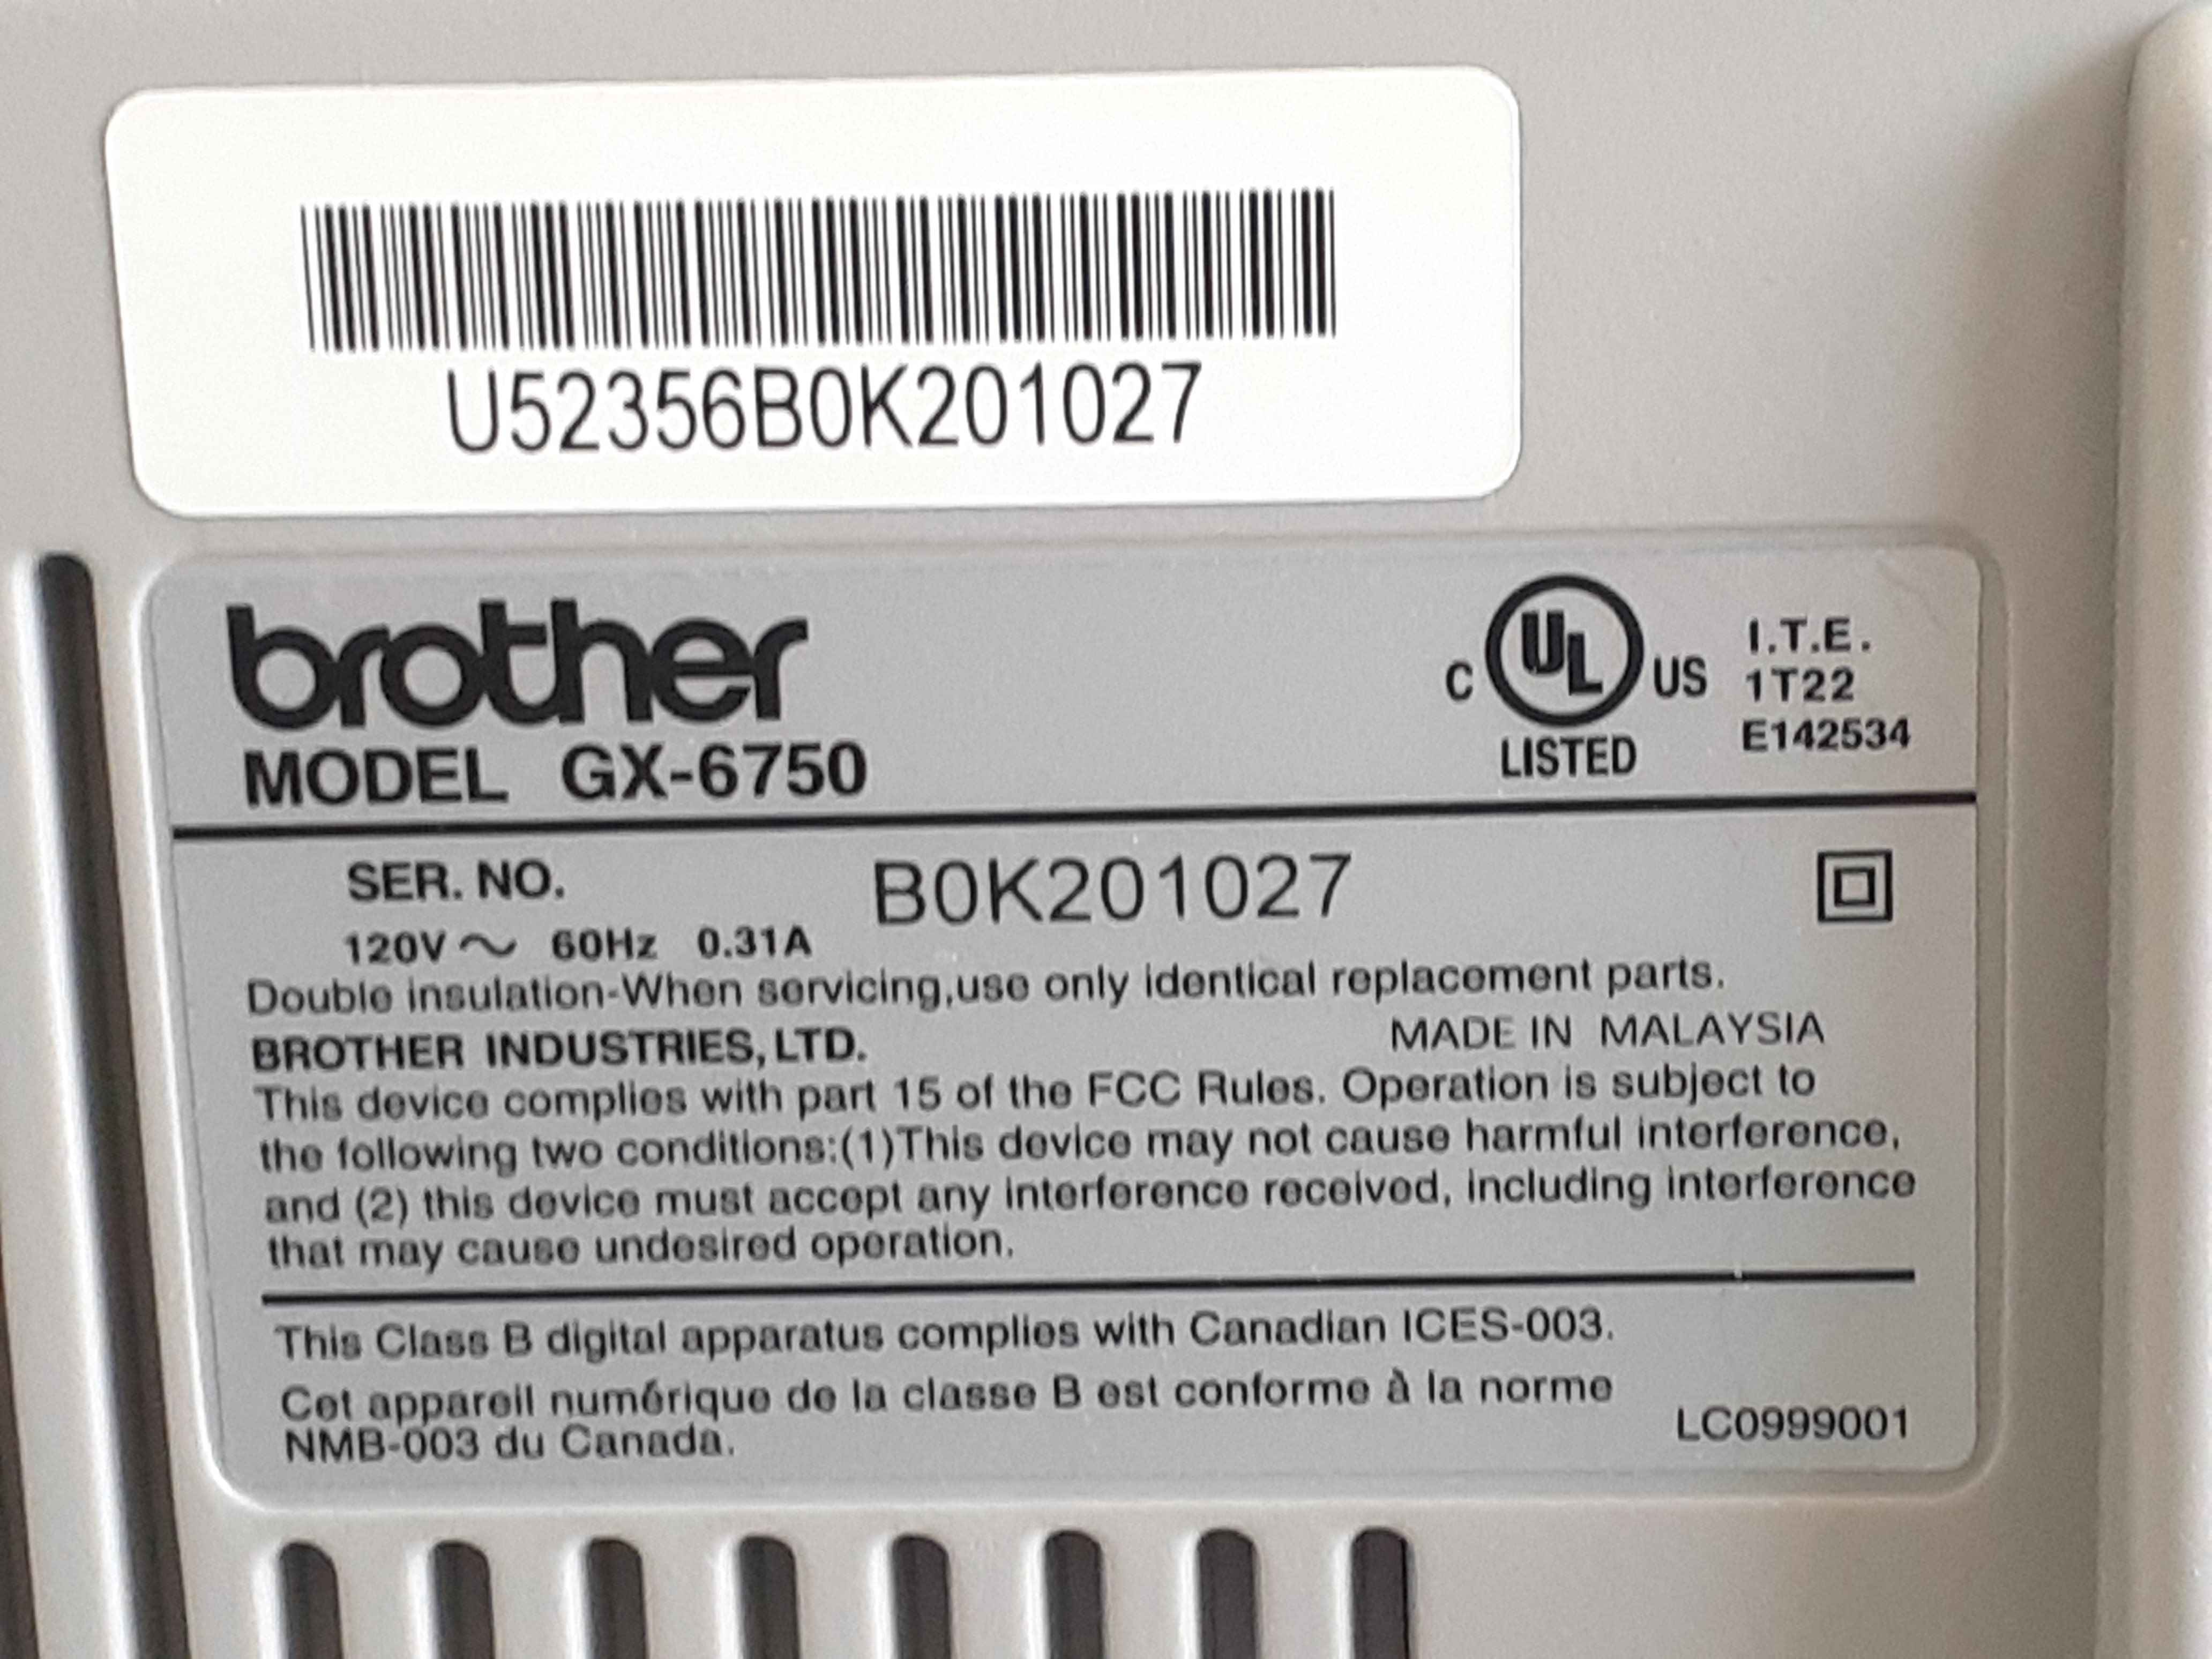 U52356B0K201027
brother
MODEL GX-6750
C UL US
LISTED
I.T.E.
1T22
E142534
SER. NO. B0K201027
120V ~ 60Hz 0.31A
Double insulation-When servicing,use only identical replacement parts.
BROTHER INDUSTRIES, LTD. MADE IN MALAYSIA
This device complies with part 15 of the FCC Rules. Operation is subject to
the following two conditions:(1)This device may not cause harmful interference,
and (2) this device must accept any interference received, including interference
that may cause undesired operation.
This Class B digital apparatus complies with Canadian ICES-003.
Cet appareil numérique de la classe B est conforme à la norme
NMB-003 du Canada.
LC0999001